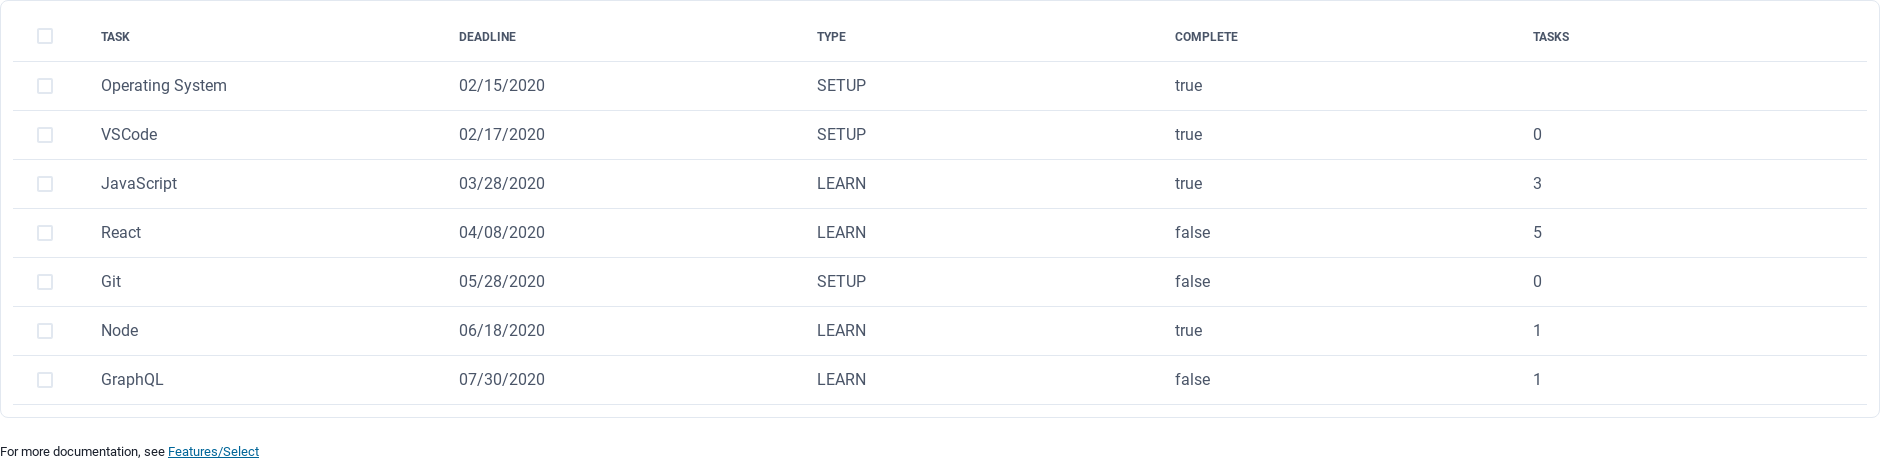 TASK DEADLINE TYPE COMPLETE TASKS
Operating System 02/15/2020 SETUP true
VSCode 02/17/2020 SETUP true 0
JavaScript 03/28/2020 LEARN true 3
React 04/08/2020 LEARN false 5
Git 05/28/2020 SETUP false 0
Node 06/18/2020 LEARN true 1
GraphQL 07/30/2020 LEARN false 1
For more documentation, see Features/Select